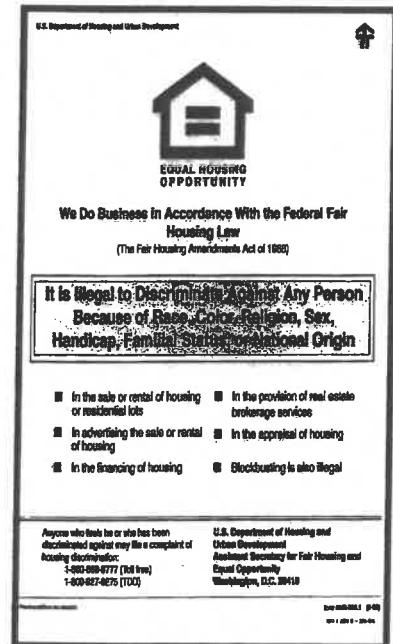 U.S. Department of Housing and Urban Development
EQUAL HOUSING
OPPORTUNITY
We Do Business in Accordance With the Federal Fair
Housing Law
(The Fair Housing Amendments Act of 1988)
It is Illegal to Discriminate Against Any Person
Because of Race, Color, Religion, Sex,
Handicap, Familial Status, or National Origin
In the sale or rental of housing
or residential lots
In advertising the sale or rental
of housing
In the financing of housing
In the provision of real estate
brokerage services
In the appraisal of housing
Blockbusting is also illegal
Anyone who feels he or she has been
discriminated against may file a complaint of
housing discrimination:
(Toll free)
(TDD)
U.S. Department of Housing and
Urban Development
Assistant Secretary for Fair Housing and
Equal Opportunity
Washington, D.C. 20410